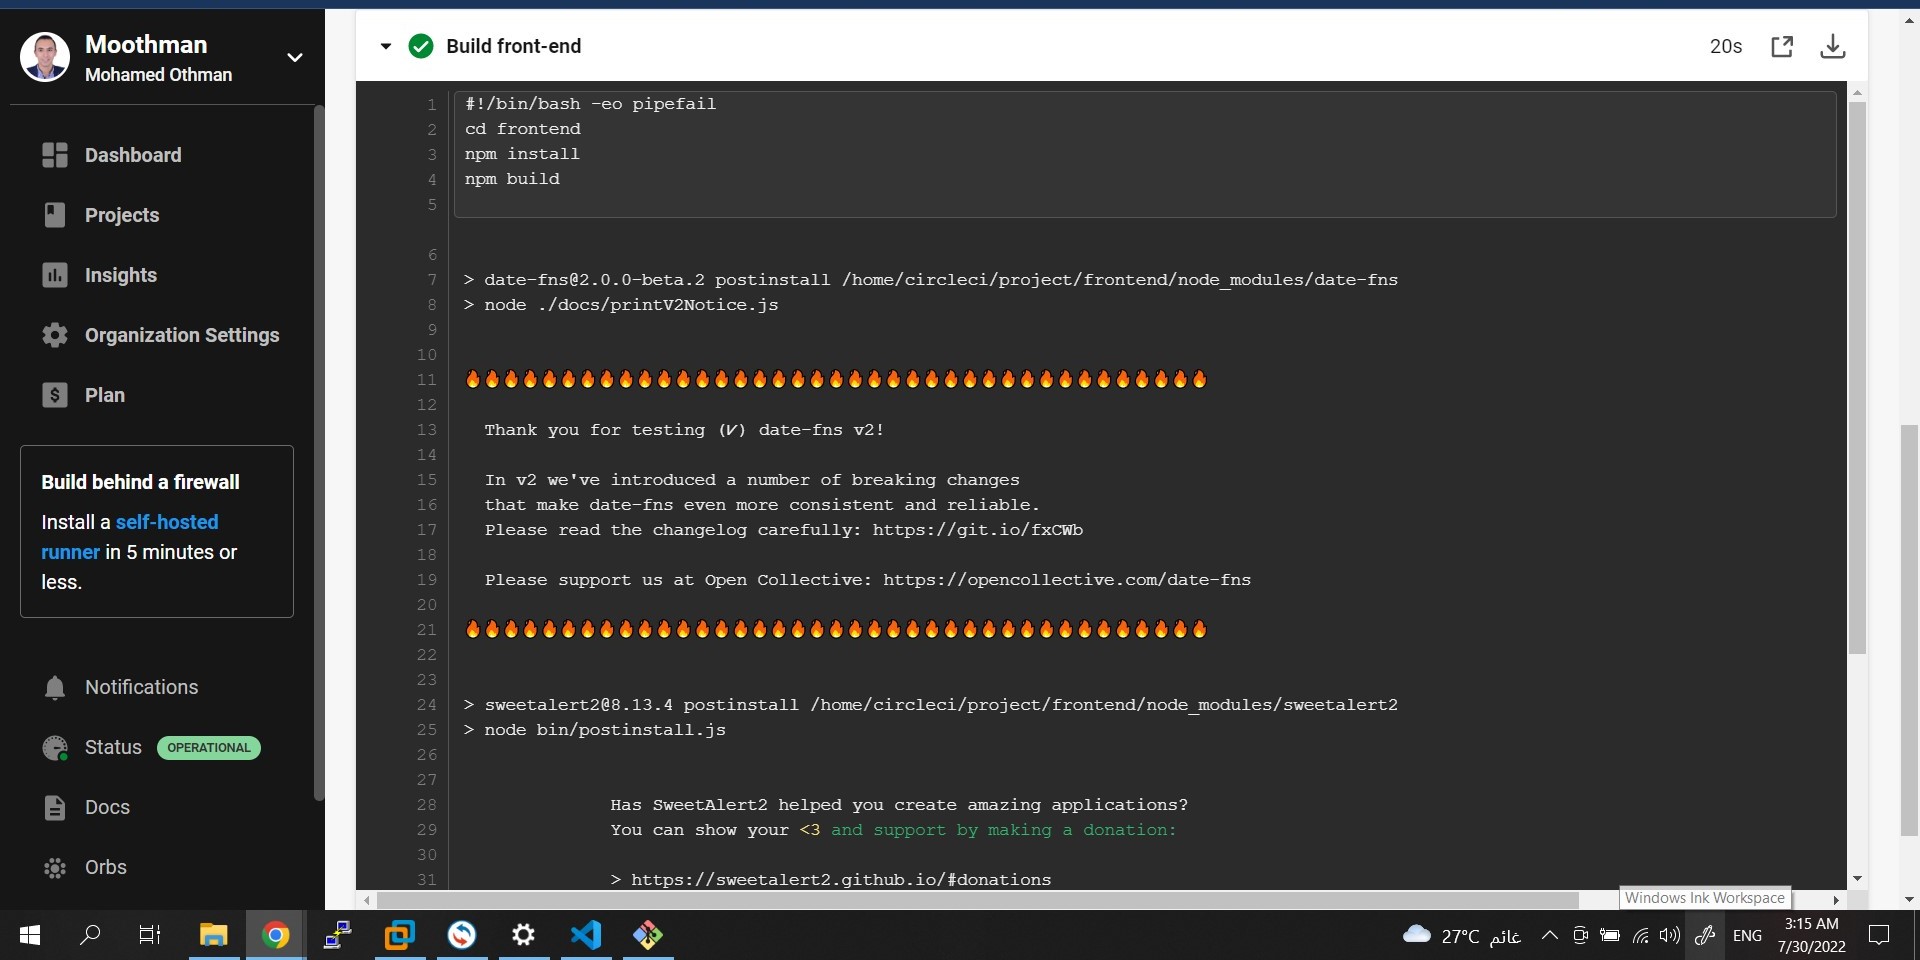 Moothman
Mohamed Othman
Dashboard
Projects
Insights
Organization Settings
Plan
Build behind a firewall
Install a self-hosted
runner in 5 minutes or
less.
Notifications
Status OPERATIONAL
Docs
Orbs
Build front-end 20s
1 #!/bin/bash -eo pipefail
2 cd frontend
3 npm install
4 npm build
5
6
7 > date-fns@2.0.0-beta.2 postinstall /home/circleci/project/frontend/node_modules/date-fns
8 > node ./docs/printV2Notice.js
9
10
11 🔥🔥🔥🔥🔥🔥🔥🔥🔥🔥🔥🔥🔥🔥🔥🔥🔥🔥🔥🔥🔥🔥🔥🔥🔥🔥🔥🔥🔥🔥🔥🔥🔥🔥🔥🔥🔥🔥🔥
12
13 Thank you for testing (𝘝) date-fns v2!
14
15 In v2 we've introduced a number of breaking changes
16 that make date-fns even more consistent and reliable.
17 Please read the changelog carefully: https://git.io/fxCWb
18
19 Please support us at Open Collective: https://opencollective.com/date-fns
20
21 🔥🔥🔥🔥🔥🔥🔥🔥🔥🔥🔥🔥🔥🔥🔥🔥🔥🔥🔥🔥🔥🔥🔥🔥🔥🔥🔥🔥🔥🔥🔥🔥🔥🔥🔥🔥🔥🔥🔥
22
23
24 > sweetalert2@8.13.4 postinstall /home/circleci/project/frontend/node_modules/sweetalert2
25 > node bin/postinstall.js
26
27
28 Has SweetAlert2 helped you create amazing applications?
29 You can show your <3 and support by making a donation:
30
31 > https://sweetalert2.github.io/#donations
Windows Ink Workspace
27°C غائم
ENG
3:15 AM
7/30/2022